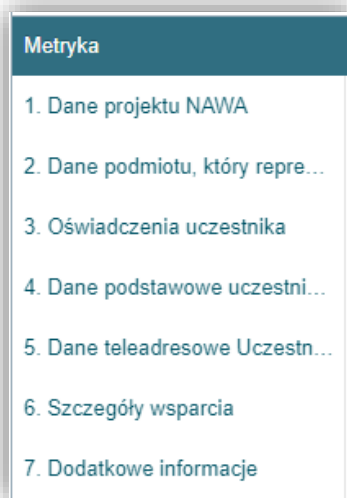 Metryka
1. Dane projektu NAWA
2. Dane podmiotu, który repre...
3. Oświadczenia uczestnika
4. Dane podstawowe uczestni...
5. Dane teleadresowe Uczestn...
6. Szczegóły wsparcia
7. Dodatkowe informacje